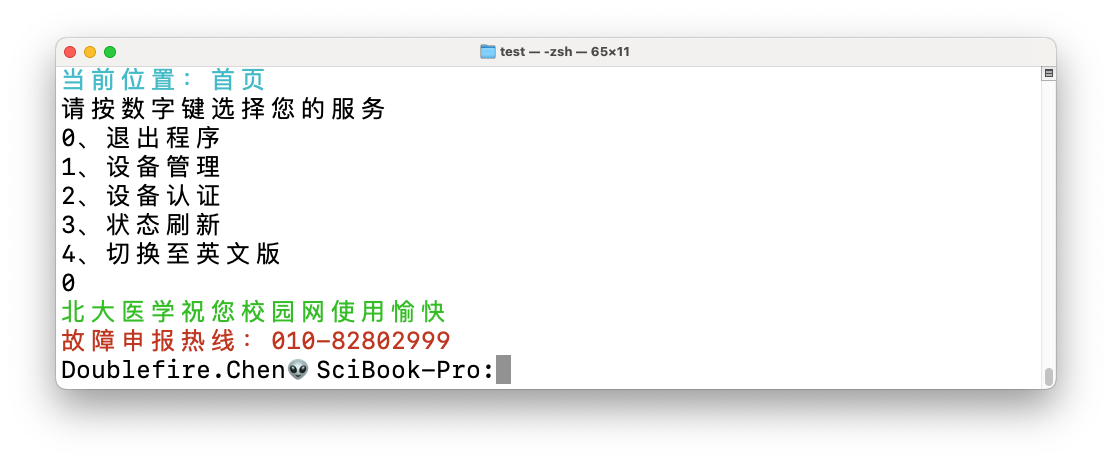 test — -zsh — 65×11
当前位置：首页
请按数字键选择您的服务
0、退出程序
1、设备管理
2、设备认证
3、状态刷新
4、切换至英文版
0
北大医学祝您校园网使用愉快
故障申报热线：010-82802999
Doublefire.Chen👽SciBook-Pro: